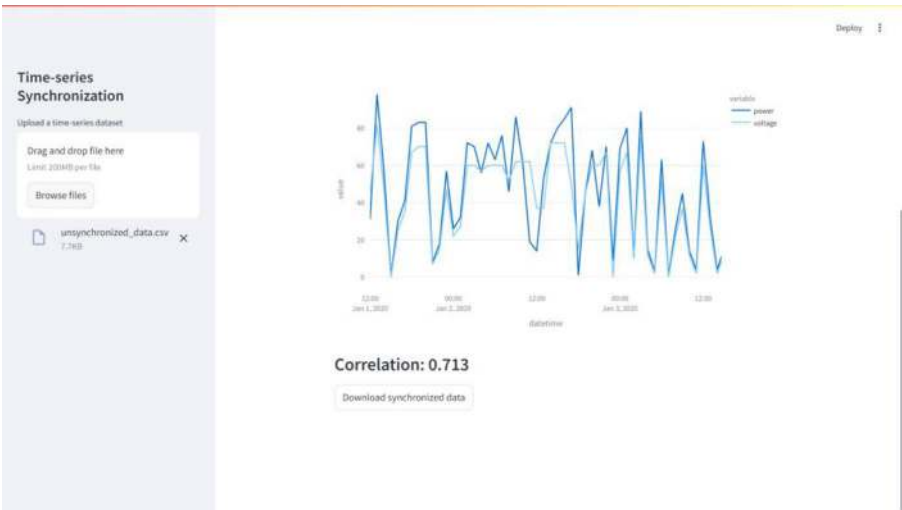 Deploy
Time-series
Synchronization
Upload a time-series dataset
Drag and drop file here
Limit 200MB per file
Browse files
unsynchronized_data.csv
7.7KB
variable
power
voltage
value
80
60
40
20
0
12:00
Jan 1, 2020
00:00
Jan 2, 2020
12:00
00:00
Jan 3, 2020
12:00
datetime
Correlation: 0.713
Download synchronized data